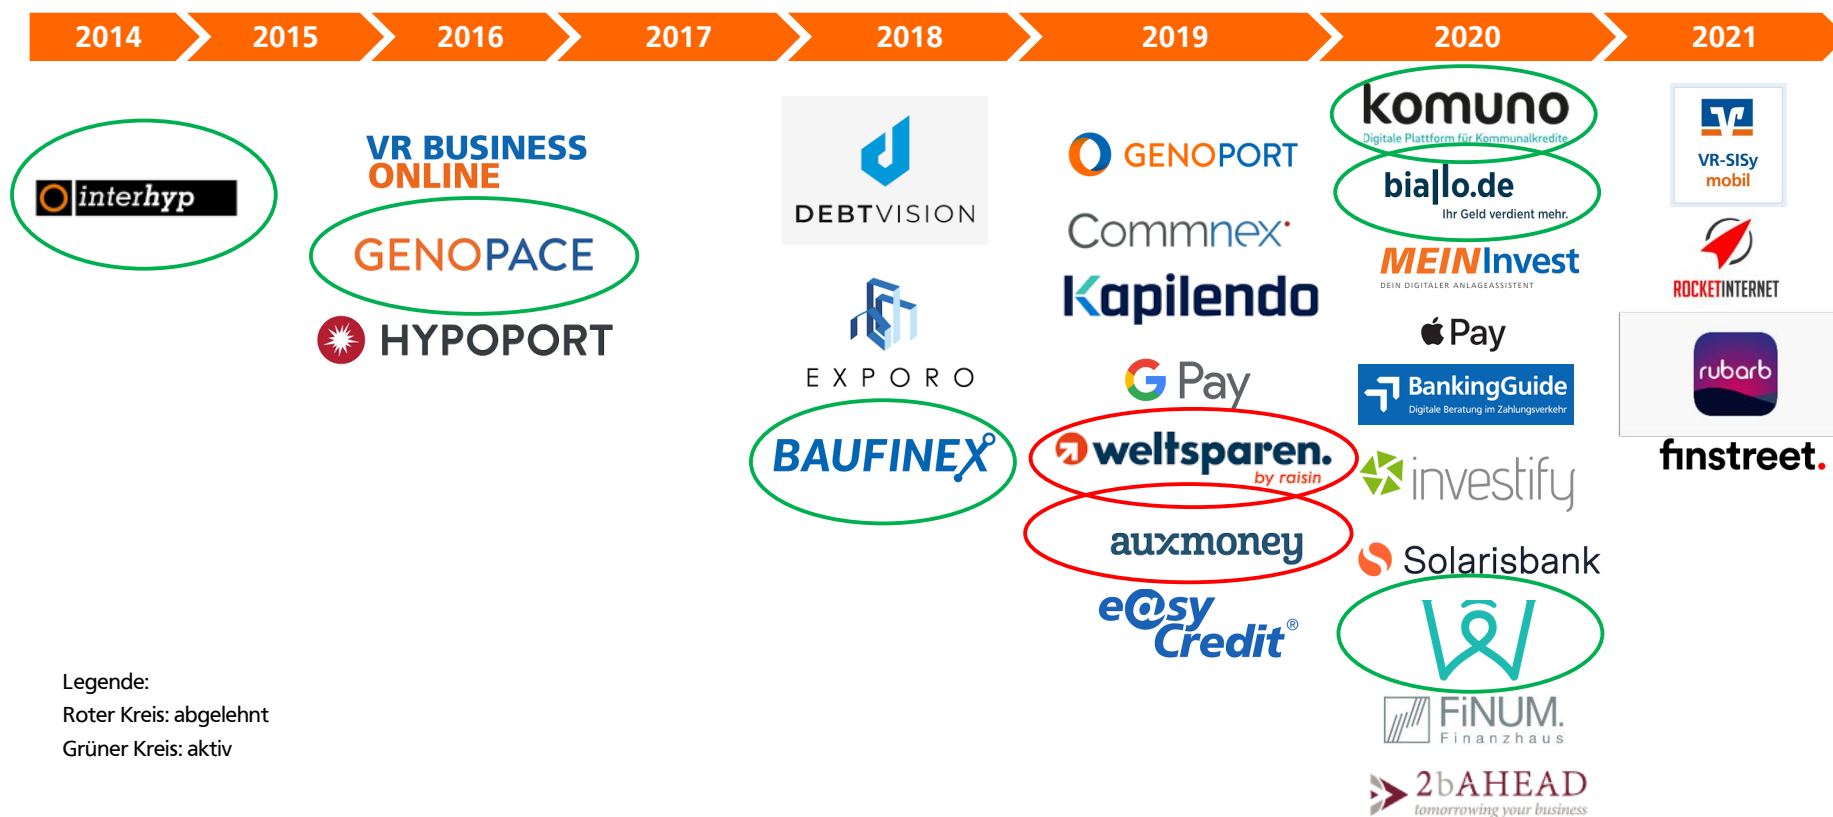 2014
2015
2016
2017
2018
2019
2020
2021
interhyp
VR BUSINESS
ONLINE
GENOPACE
HYPOPORT
DEBTVISION
EXPORO
BAUFINEX
GENOPORT
Commnex
Kapilendo
G Pay
weltsparen.
by raisin
auxmoney
e@sy
Credit®
komuno
Digitale Plattform für Kommunalkredite
biallo.de
Ihr Geld verdient mehr.
MEINInvest
DEIN DIGITALER ANLAGEASSISTENT
Pay
BankingGuide
Digitale Beratung im Zahlungsverkehr
investify
Solarisbank
W
FiNUM.
Finanzhaus
2bAHEAD
tomorrowing your business
VR-SISy
mobil
ROCKETINTERNET
rubarb
finstreet.
Legende:
Roter Kreis: abgelehnt
Grüner Kreis: aktiv